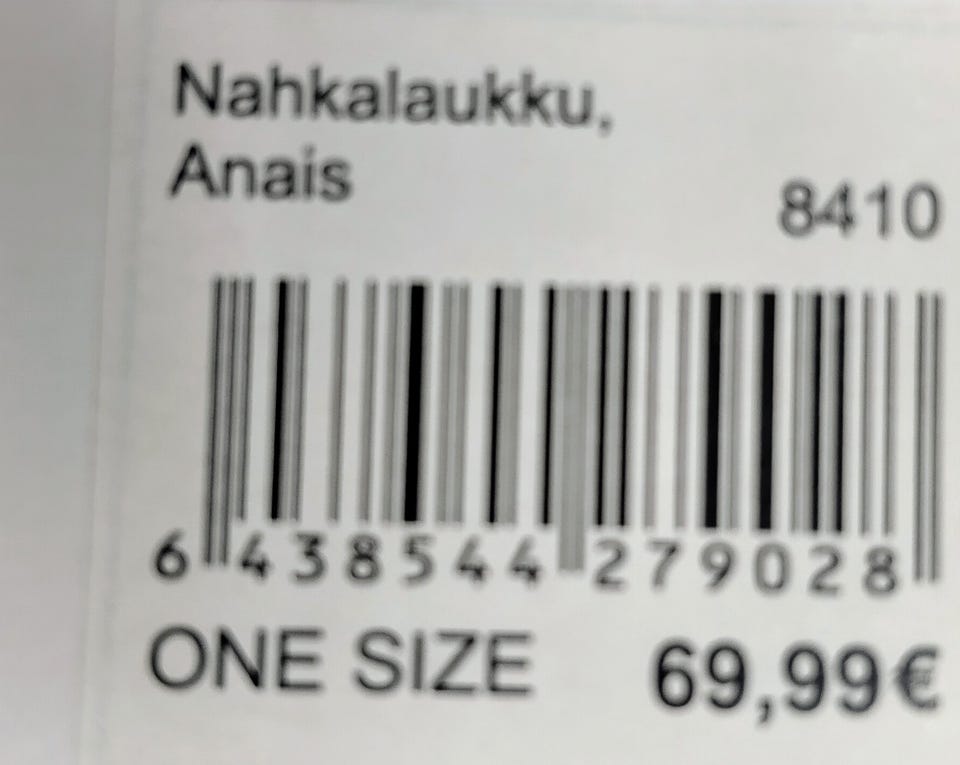 Nahkalaukku,
Anais
8410
6 438544 279028
ONE SIZE 69,99€